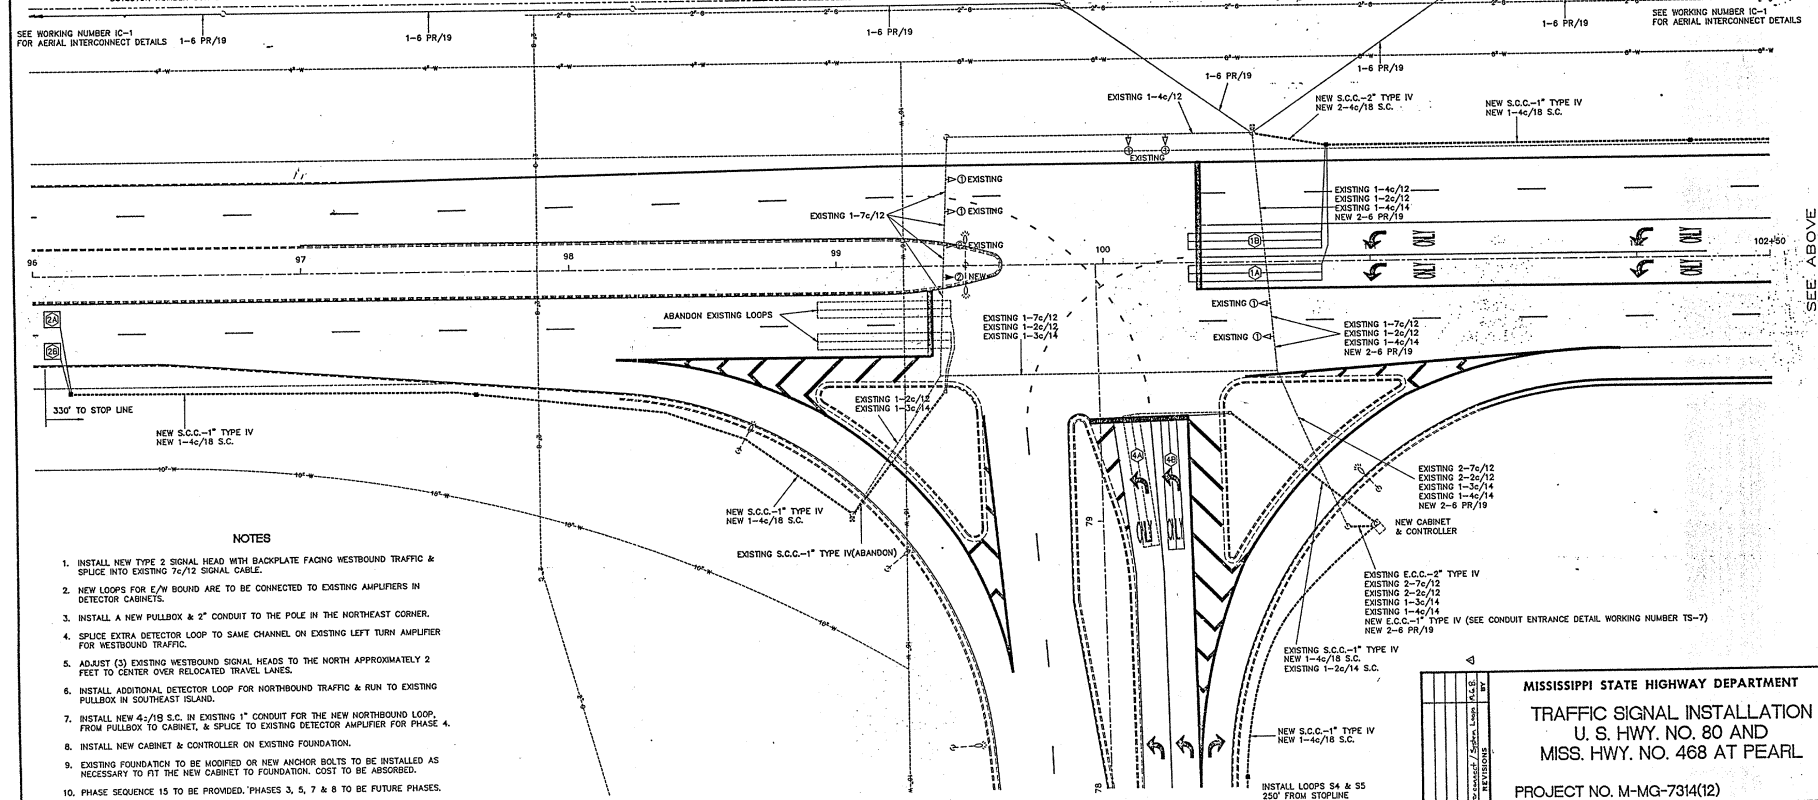 SEE WORKING NUMBER IC-1
FOR AERIAL INTERCONNECT DETAILS
1-6 PR/19
1-6 PR/19
1-6 PR/19
1-6 PR/19
SEE WORKING NUMBER IC-1
FOR AERIAL INTERCONNECT DETAILS
1-6 PR/19
1-6 PR/19
EXISTING 1-4c/12
NEW S.C.C.-2" TYPE IV
NEW 2-4c/18 S.C.
NEW S.C.C.-1" TYPE IV
NEW 1-4c/18 S.C.
EXISTING
1 EXISTING
1 EXISTING
EXISTING 1-7c/12
EXISTING
2 NEW
EXISTING 1-4c/12
EXISTING 1-2c/12
EXISTING 1-4c/14
NEW 2-6 PR/19
1B
1A
ONLY
ONLY
ONLY
ONLY
96
97
98
99
100
102+50
SEE ABOVE
2A
2B
ABANDON EXISTING LOOPS
EXISTING 1-7c/12
EXISTING 1-2c/12
EXISTING 1-3c/14
EXISTING 1
EXISTING 1
EXISTING 1-7c/12
EXISTING 1-2c/12
EXISTING 1-4c/14
NEW 2-6 PR/19
330' TO STOP LINE
NEW S.C.C.-1" TYPE IV
NEW 1-4c/18 S.C.
EXISTING 1-2c/12
EXISTING 1-3c/14
4A
4B
ONLY
ONLY
79
78
NEW S.C.C.-1" TYPE IV
NEW 1-4c/18 S.C.
EXISTING S.C.C.-1" TYPE IV(ABANDON)
EXISTING 2-7c/12
EXISTING 2-2c/12
EXISTING 1-3c/14
EXISTING 1-4c/14
NEW 2-6 PR/19
NEW CABINET
& CONTROLLER
EXISTING E.C.C.-2" TYPE IV
EXISTING 2-7c/12
EXISTING 2-2c/12
EXISTING 1-3c/14
EXISTING 1-4c/14
NEW E.C.C.-1" TYPE IV (SEE CONDUIT ENTRANCE DETAIL WORKING NUMBER TS-7)
NEW 2-6 PR/19
EXISTING S.C.C.-1" TYPE IV
NEW 1-4c/18 S.C.
EXISTING 1-2c/14 S.C.
NEW S.C.C.-1" TYPE IV
NEW 1-4c/18 S.C.
INSTALL LOOPS S4 & S5
250' FROM STOPLINE
NOTES
1. INSTALL NEW TYPE 2 SIGNAL HEAD WITH BACKPLATE FACING WESTBOUND TRAFFIC &
SPLICE INTO EXISTING 7c/12 SIGNAL CABLE.
2. NEW LOOPS FOR E/W BOUND ARE TO BE CONNECTED TO EXISTING AMPLIFIERS IN
DETECTOR CABINETS.
3. INSTALL A NEW PULLBOX & 2" CONDUIT TO THE POLE IN THE NORTHEAST CORNER.
4. SPLICE EXTRA DETECTOR LOOP TO SAME CHANNEL ON EXISTING LEFT TURN AMPLIFIER
FOR WESTBOUND TRAFFIC.
5. ADJUST (3) EXISTING WESTBOUND SIGNAL HEADS TO THE NORTH APPROXIMATELY 2
FEET TO CENTER OVER RELOCATED TRAVEL LANES.
6. INSTALL ADDITIONAL DETECTOR LOOP FOR NORTHBOUND TRAFFIC & RUN TO EXISTING
PULLBOX IN SOUTHEAST ISLAND.
7. INSTALL NEW 4c/18 S.C. IN EXISTING 1" CONDUIT FOR THE NEW NORTHBOUND LOOP,
FROM PULLBOX TO CABINET, & SPLICE TO EXISTING DETECTOR AMPLIFIER FOR PHASE 4.
8. INSTALL NEW CABINET & CONTROLLER ON EXISTING FOUNDATION.
9. EXISTING FOUNDATION TO BE MODIFIED OR NEW ANCHOR BOLTS TO BE INSTALLED AS
NECESSARY TO FIT THE NEW CABINET TO FOUNDATION. COST TO BE ABSORBED.
10. PHASE SEQUENCE 15 TO BE PROVIDED. PHASES 3, 5, 7 & 8 TO BE FUTURE PHASES.
BY
REVISIONS
MISSISSIPPI STATE HIGHWAY DEPARTMENT
TRAFFIC SIGNAL INSTALLATION
U. S. HWY. NO. 80 AND
MISS. HWY. NO. 468 AT PEARL
PROJECT NO. M-MG-7314(12)